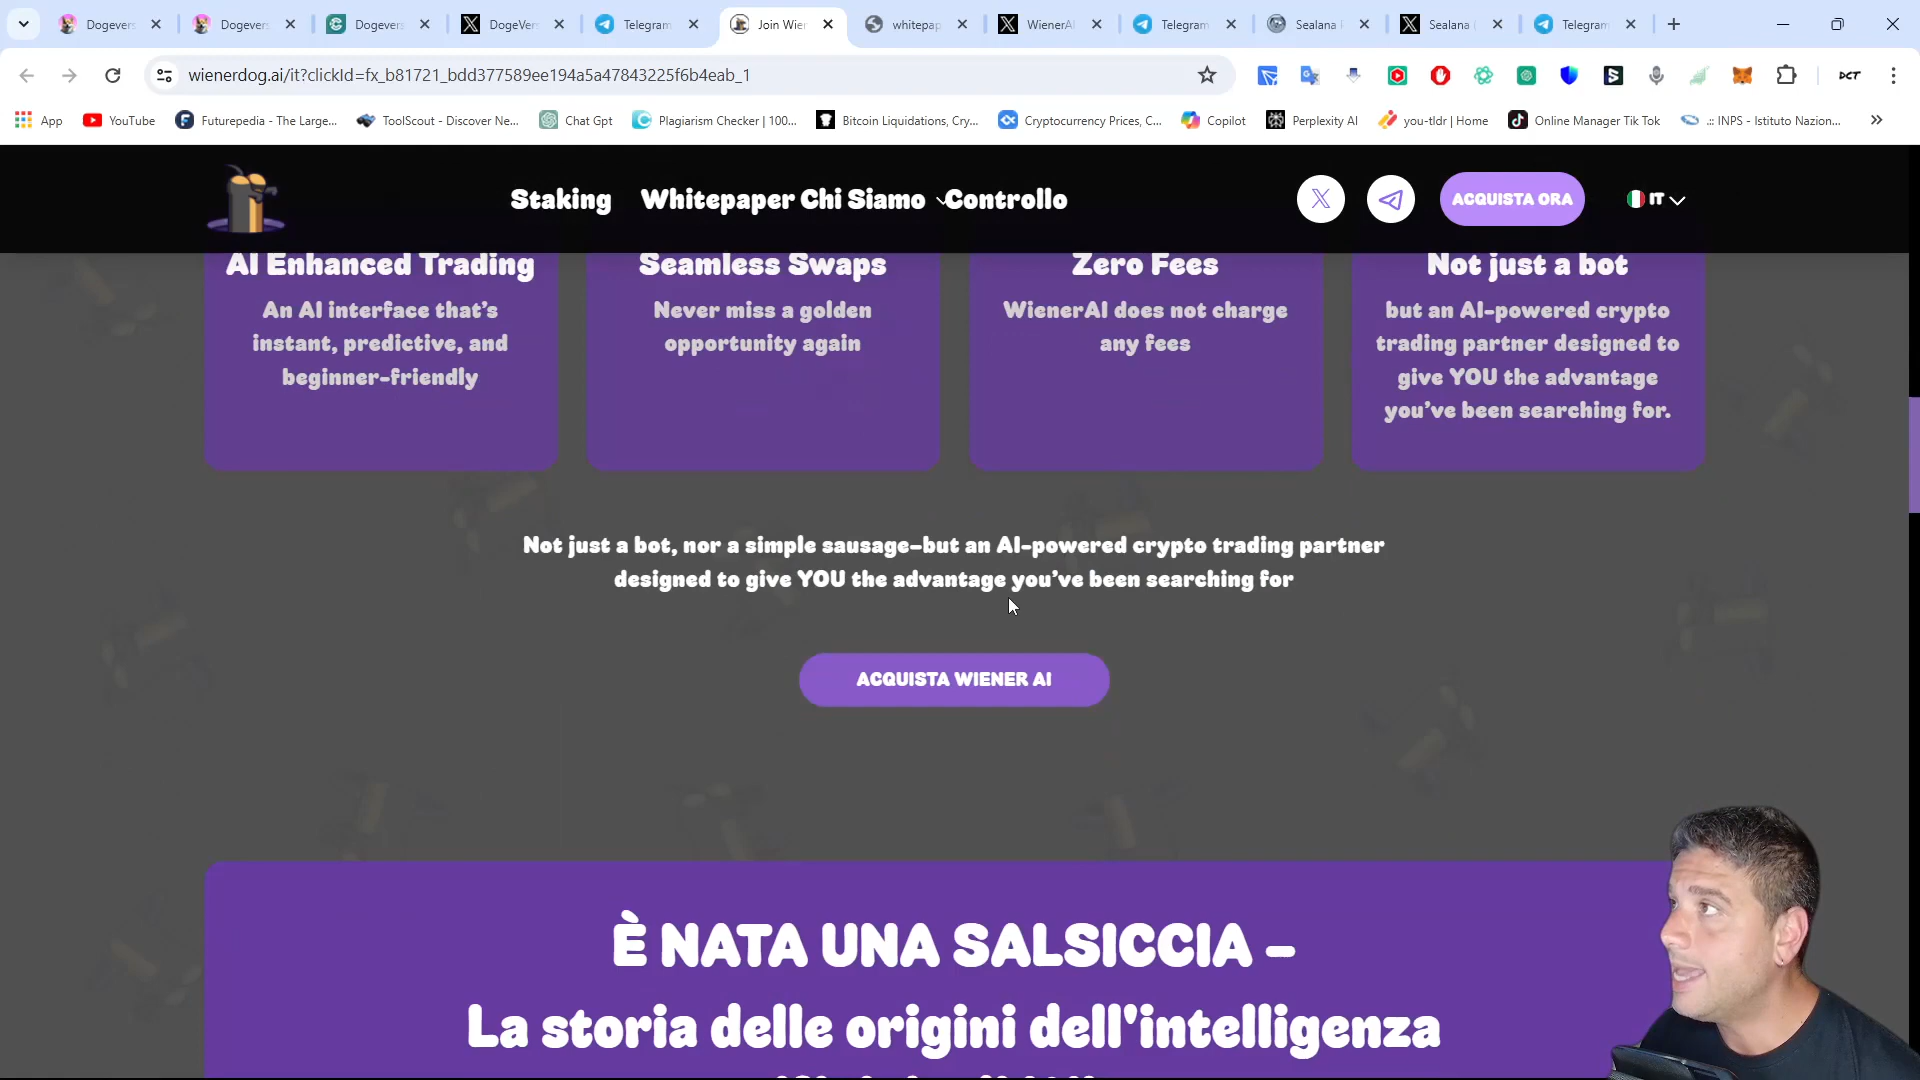 Dogevers
Dogevers
Dogevers
DogeVers
Telegram
Join Wien
whitepap
WienerAI
Telegram
Sealana
Sealana
Telegram
wienerdog.ai/it?clickId=fx_b81721_bdd377589ee194a5a47843225f6b4eab_1
App
YouTube
Futurepedia - The Large...
ToolScout - Discover Ne...
Chat Gpt
Plagiarism Checker | 100...
Bitcoin Liquidations, Cry...
Cryptocurrency Prices, C...
Copilot
Perplexity AI
you-tldr | Home
Online Manager Tik Tok
.:: INPS - Istituto Nazion...
Staking
Whitepaper
Chi Siamo
Controllo
ACQUISTA ORA
IT
AI Enhanced Trading
An AI interface that's
instant, predictive, and
beginner-friendly
Seamless Swaps
Never miss a golden
opportunity again
Zero Fees
WienerAI does not charge
any fees
Not just a bot
but an AI-powered crypto
trading partner designed to
give YOU the advantage
you've been searching for.
Not just a bot, nor a simple sausage-but an AI-powered crypto trading partner
designed to give YOU the advantage you've been searching for
ACQUISTA WIENER AI
È NATA UNA SALSICCIA –
La storia delle origini dell'intelligenza